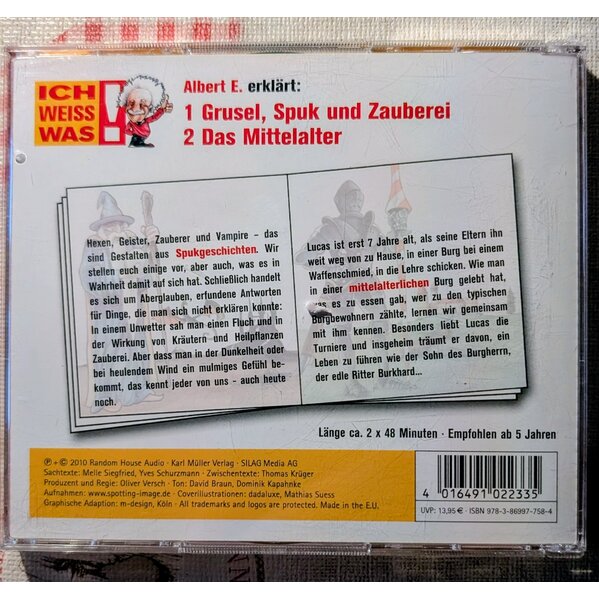 ICH
WEISS
WAS!
Albert E. erklärt:
1 Grusel, Spuk und Zauberei
2 Das Mittelalter
Hexen, Geister, Zauberer und Vampire - das
sind Gestalten aus Spukgeschichten. Wir
stellen euch einige vor, aber auch, was es in
Wahrheit damit auf sich hat. Schließlich handelt
es sich um Aberglauben, erfundene Antworten
für Dinge, die man sich nicht erklären konnte:
In einem Unwetter sah man einen Fluch und in
der Wirkung von Kräutern und Heilpflanzen
Zauberei. Aber dass man in der Dunkelheit oder
bei heulendem Wind ein mulmiges Gefühl be-
kommt, das kennt jeder von uns - auch heute
noch.
Lucas ist erst 7 Jahre alt, als seine Eltern ihn
weit weg von zu Hause, in einer Burg bei einem
Waffenschmied, in die Lehre schicken. Wie man
in einer mittelalterlichen Burg gelebt hat,
was es zu essen gab, wer zu den typischen
Burgbewohnern zählte, lernen wir gemeinsam
mit ihm kennen. Besonders liebt Lucas die
Turniere und insgeheim träumt er davon, ein
Leben zu führen wie der Sohn des Burgherrn,
der edle Ritter Burkhard...
Länge ca. 2 x 48 Minuten · Empfohlen ab 5 Jahren
℗ + © 2010 Random House Audio · Karl Müller Verlag · SILAG Media AG
Sachtexte: Melle Siegfried, Yves Schurzmann · Zwischentexte: Thomas Krüger
Produzent und Regie: Oliver Versch · Ton: David Braun, Dominik Kapahnke
Aufnahmen: www.spotting-image.de · Coverillustrationen: dadaluxe, Mathias Suess
Graphische Adaption: m-design, Köln · All trademarks and logos are protected. Made in the E.U.
4 016491 022335
UVP: 13,95 € · ISBN 978-3-86997-758-4